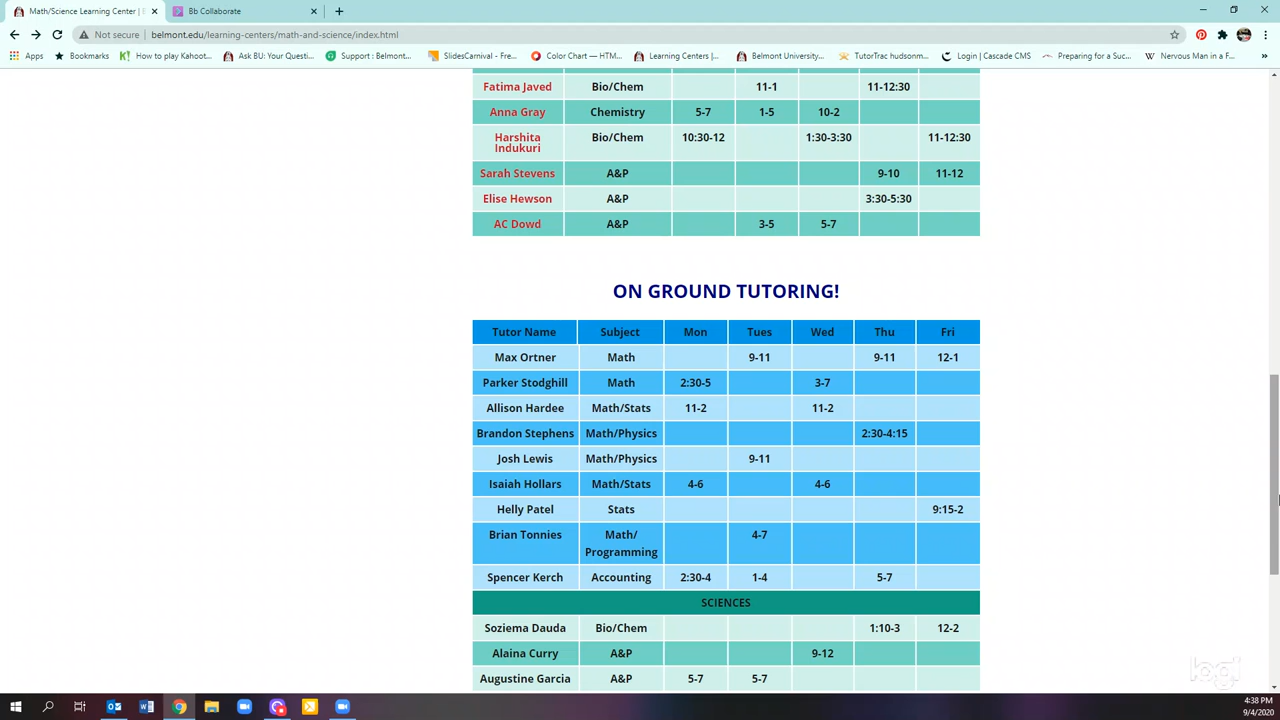 Math/Science Learning Center |
Bb Collaborate
Not secure | belmont.edu/learning-centers/math-and-science/index.html
Apps
Bookmarks
How to play Kahoot...
Ask BU: Your Questi...
Support : Belmont...
SlidesCarnival - Fre...
Color Chart — HTM...
Learning Centers |...
Belmont University...
TutorTrac hudsonm...
Login | Cascade CMS
Preparing for a Suc...
Nervous Man in a F...
Fatima Javed Bio/Chem 11-1 11-12:30
Anna Gray Chemistry 5-7 1-5 10-2
Harshita Bio/Chem 10:30-12 1:30-3:30 11-12:30
Indukuri
Sarah Stevens A&P 9-10 11-12
Elise Hewson A&P 3:30-5:30
AC Dowd A&P 3-5 5-7
ON GROUND TUTORING!
Tutor Name Subject Mon Tues Wed Thu Fri
Max Ortner Math 9-11 9-11 12-1
Parker Stodghill Math 2:30-5 3-7
Allison Hardee Math/Stats 11-2 11-2
Brandon Stephens Math/Physics 2:30-4:15
Josh Lewis Math/Physics 9-11
Isaiah Hollars Math/Stats 4-6 4-6
Helly Patel Stats 9:15-2
Brian Tonnies Math/ 4-7
Programming
Spencer Kerch Accounting 2:30-4 1-4 5-7
SCIENCES
Soziema Dauda Bio/Chem 1:10-3 12-2
Alaina Curry A&P 9-12
Augustine Garcia A&P 5-7 5-7
logi
4:38 PM
9/4/2020